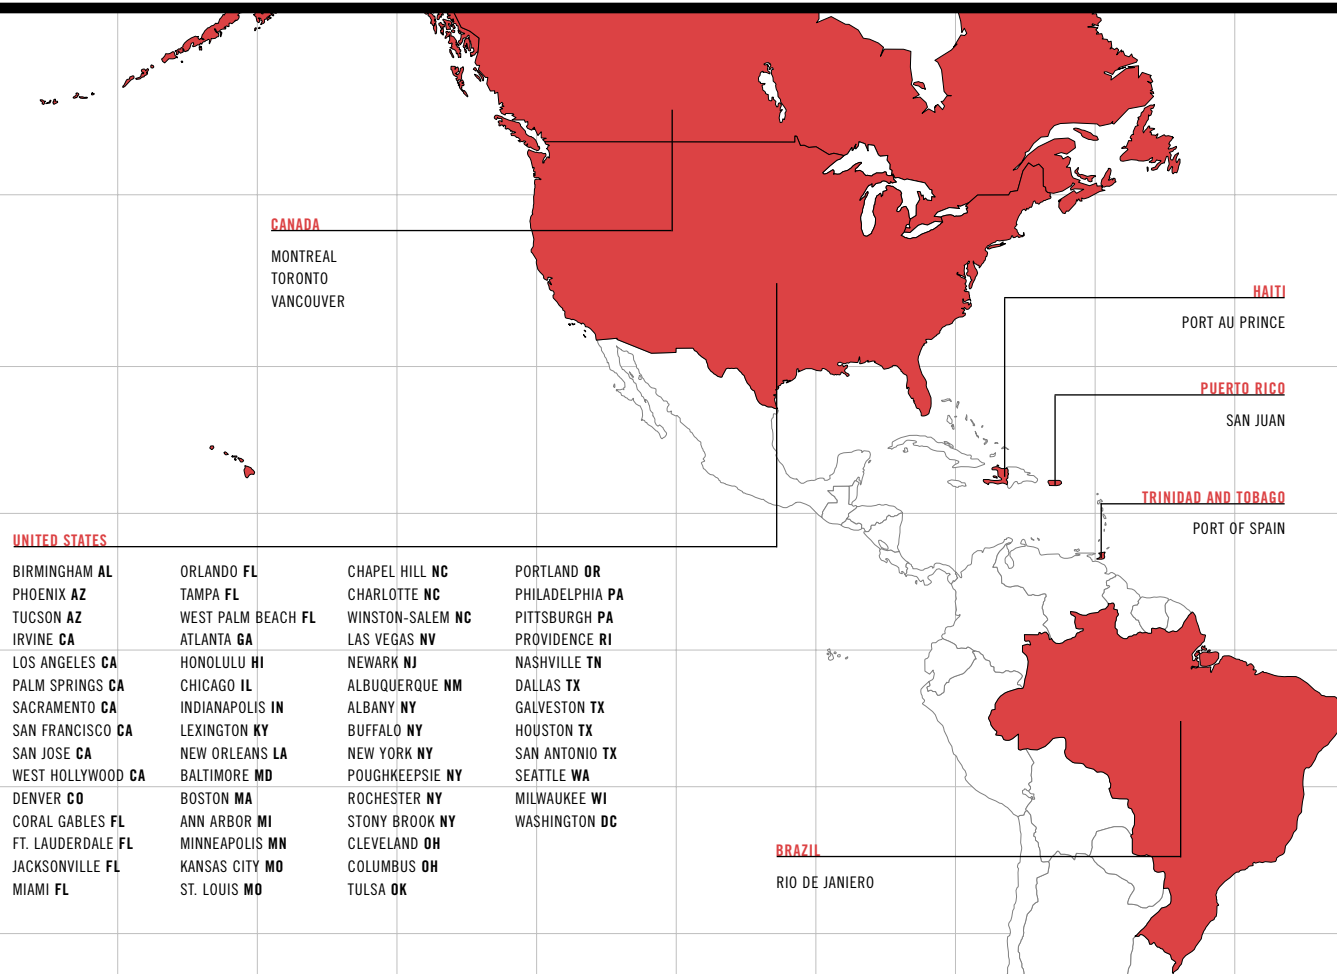 CANADA
MONTREAL
TORONTO
VANCOUVER
HAITI
PORT AU PRINCE
PUERTO RICO
SAN JUAN
TRINIDAD AND TOBAGO
PORT OF SPAIN
UNITED STATES
BIRMINGHAM AL
PHOENIX AZ
TUCSON AZ
IRVINE CA
LOS ANGELES CA
PALM SPRINGS CA
SACRAMENTO CA
SAN FRANCISCO CA
SAN JOSE CA
WEST HOLLYWOOD CA
DENVER CO
CORAL GABLES FL
FT. LAUDERDALE FL
JACKSONVILLE FL
MIAMI FL
ORLANDO FL
TAMPA FL
WEST PALM BEACH FL
ATLANTA GA
HONOLULU HI
CHICAGO IL
INDIANAPOLIS IN
LEXINGTON KY
NEW ORLEANS LA
BALTIMORE MD
BOSTON MA
ANN ARBOR MI
MINNEAPOLIS MN
KANSAS CITY MO
ST. LOUIS MO
CHAPEL HILL NC
CHARLOTTE NC
WINSTON-SALEM NC
LAS VEGAS NV
NEWARK NJ
ALBUQUERQUE NM
ALBANY NY
BUFFALO NY
NEW YORK NY
POUGHKEEPSIE NY
ROCHESTER NY
STONY BROOK NY
CLEVELAND OH
COLUMBUS OH
TULSA OK
PORTLAND OR
PHILADELPHIA PA
PITTSBURGH PA
PROVIDENCE RI
NASHVILLE TN
DALLAS TX
GALVESTON TX
HOUSTON TX
SAN ANTONIO TX
SEATTLE WA
MILWAUKEE WI
WASHINGTON DC
BRAZIL
RIO DE JANIERO